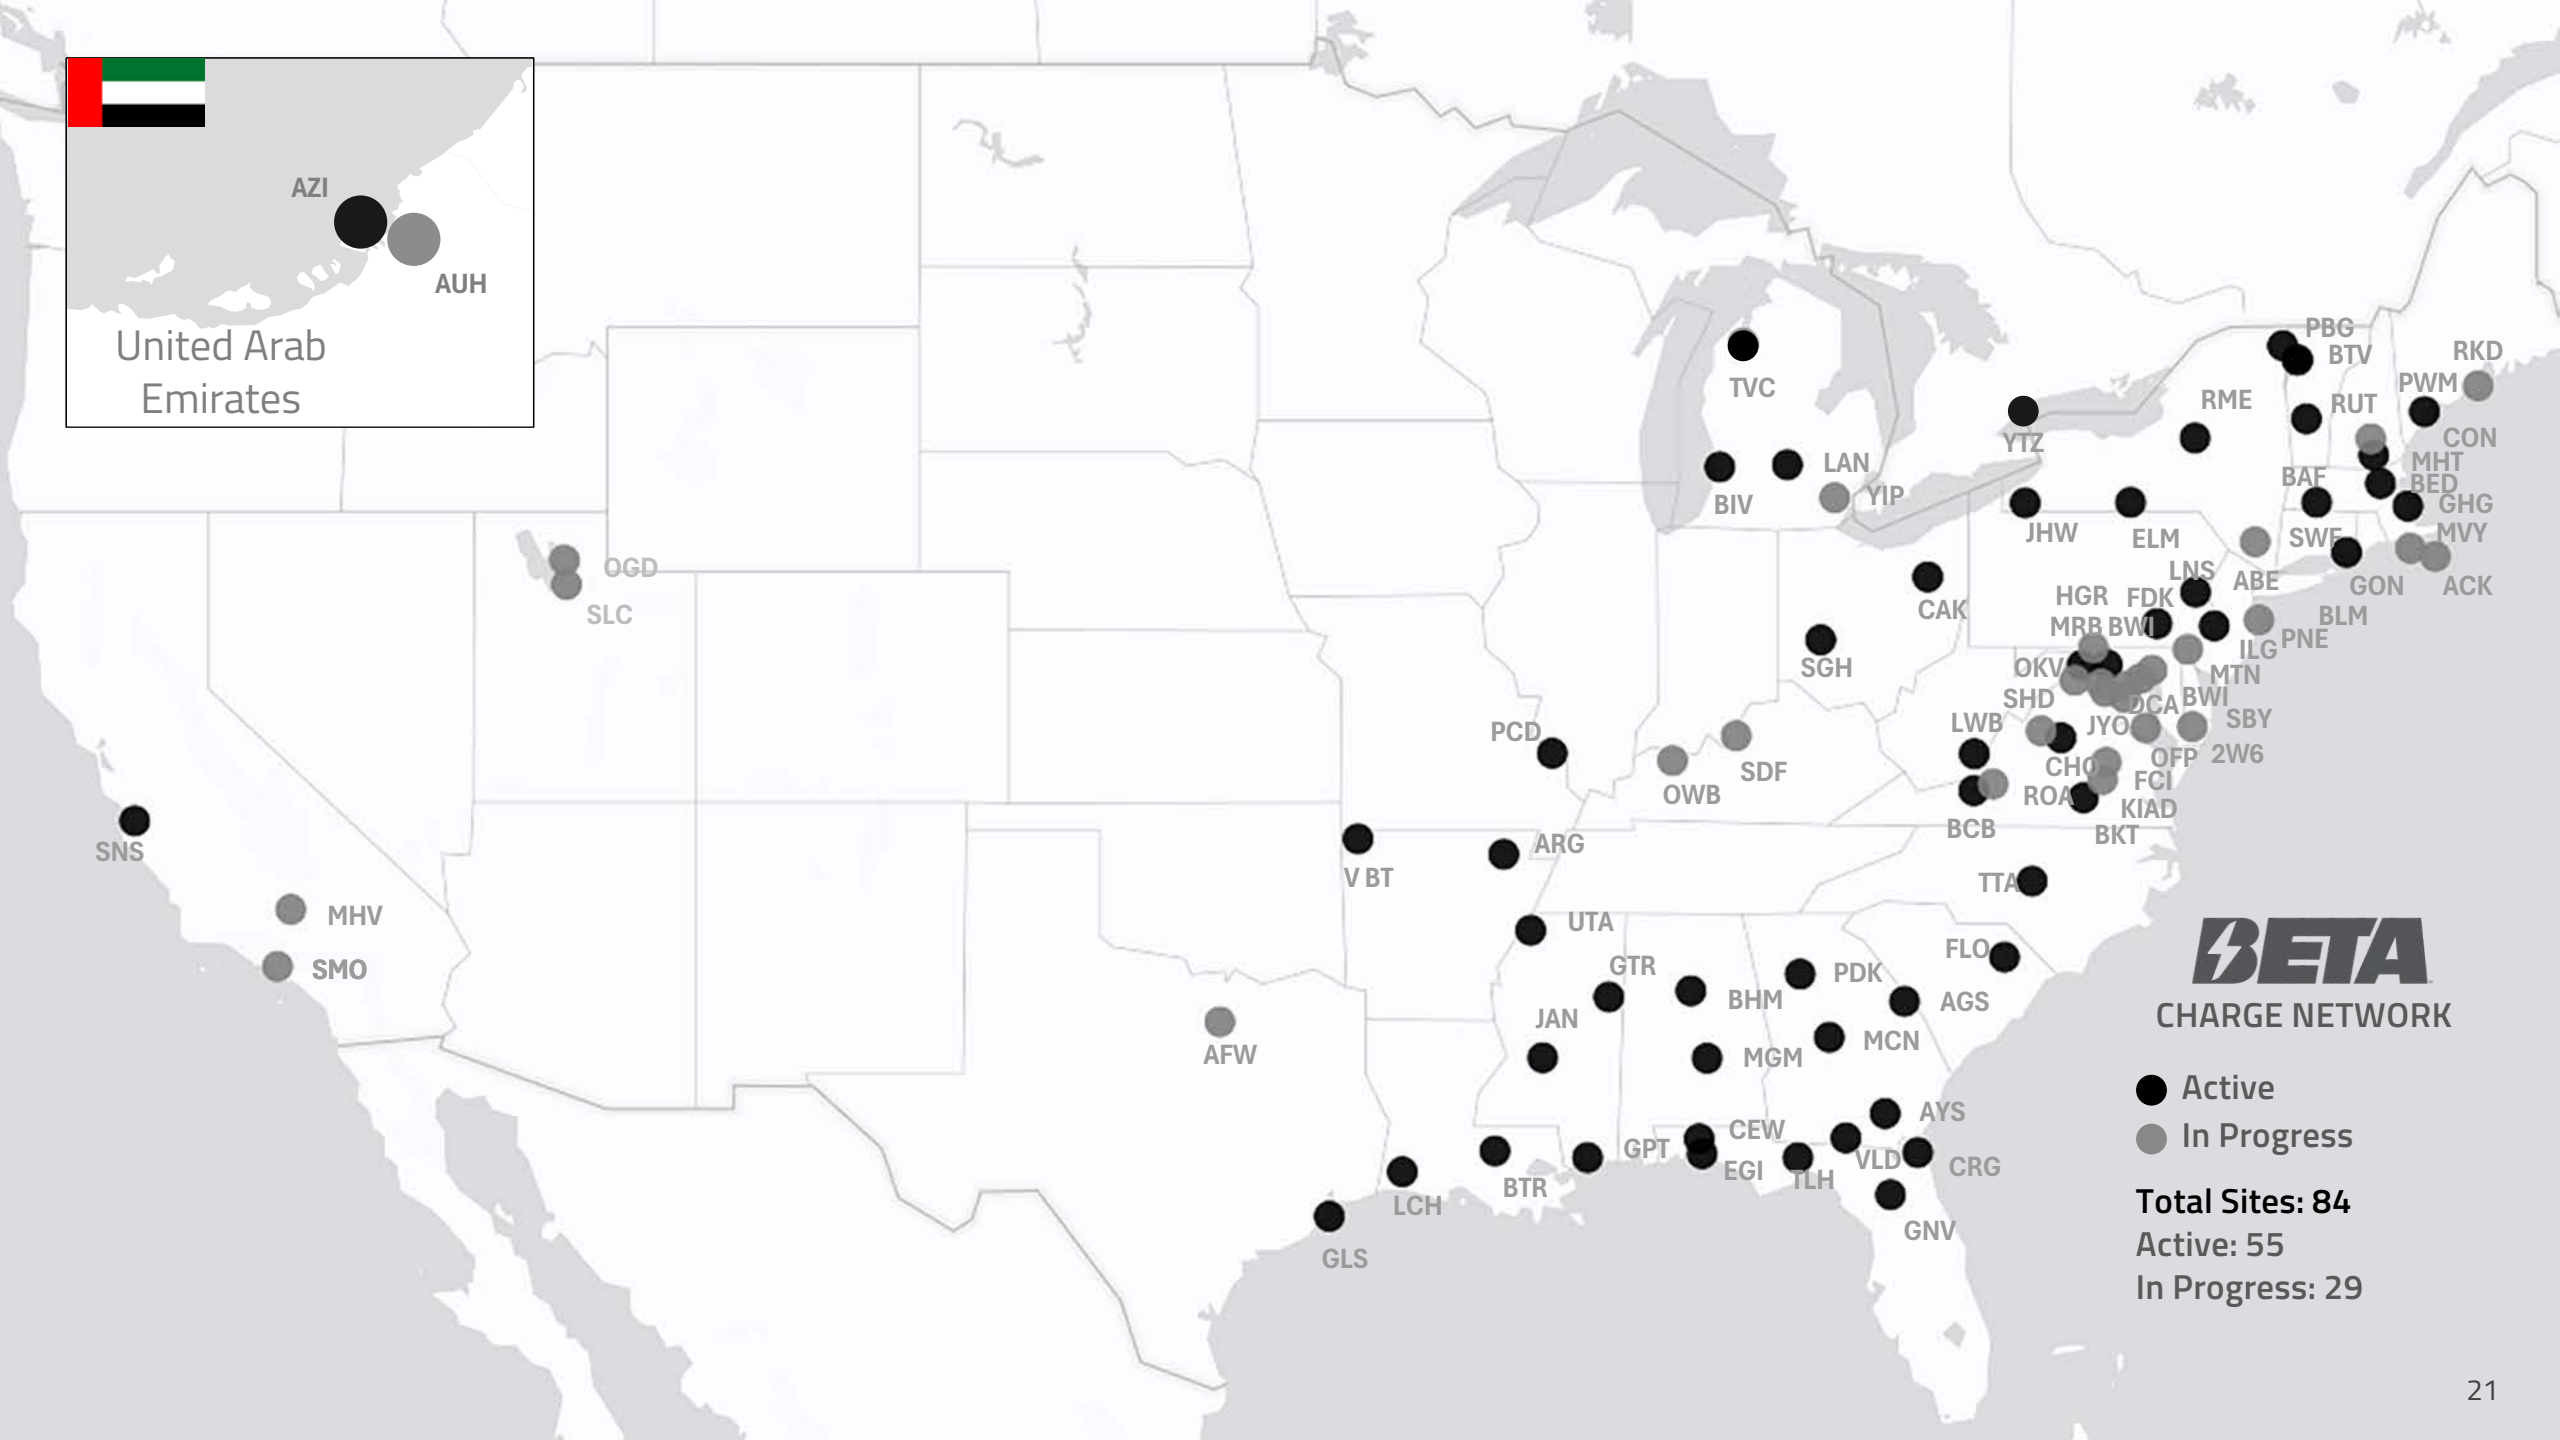 AZI
AUH
United Arab
Emirates
OGD
SLC
SNS
MHV
SMO
AFW
GLS
LCH
BTR
GPT
V BT
ARG
UTA
PCD
GTR
JAN
BHM
MGM
CEW
EGI
PDK
AGS
MCN
AYS
VLD
CRG
TLH
GNV
FLO
TTA
TVC
BIV
LAN
YIP
YTZ
JHW
ELM
CAK
SGH
SDF
OWB
RME
PBG
BTV
RKD
PWM
RUT
CON
MHT
BED
BAF
GHG
MVY
SWF
GON
ACK
LNS
ABE
BLM
HGR
FDK
MRB
BWI
PNE
ILG
OKV
MTN
SHD
DCA
BWI
SBY
LWB
JYO
OFP
2W6
CHO
FCI
ROA
KIAD
BCB
BKT
BETA
CHARGE NETWORK
Active
In Progress
Total Sites: 84
Active: 55
In Progress: 29
21